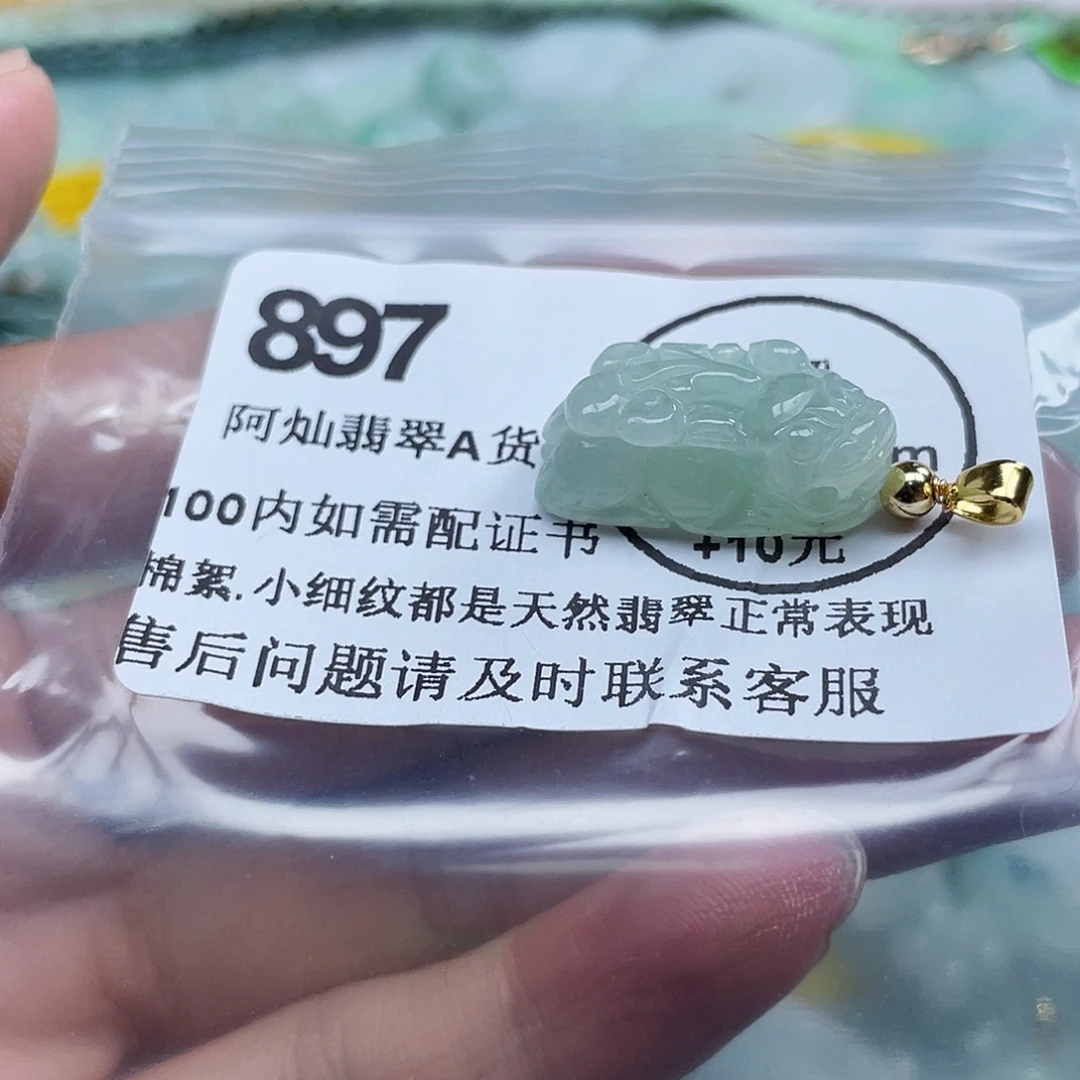 897
阿灿翡翠A货
m
100内如需配证书
+10元
棉絮.小细纹都是天然翡翠正常表现
售后问题请及时联系客服